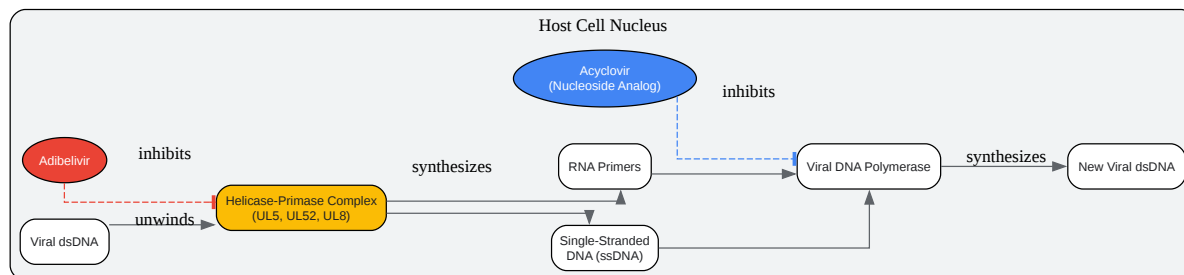 Host Cell Nucleus
Acyclovir
(Nucleoside Analog)
inhibits
Adibelivir
inhibits
synthesizes
RNA Primers
Viral DNA Polymerase
synthesizes
New Viral dsDNA
Helicase-Primase Complex
(UL5, UL52, UL8)
unwinds
Viral dsDNA
Single-Stranded
DNA (ssDNA)